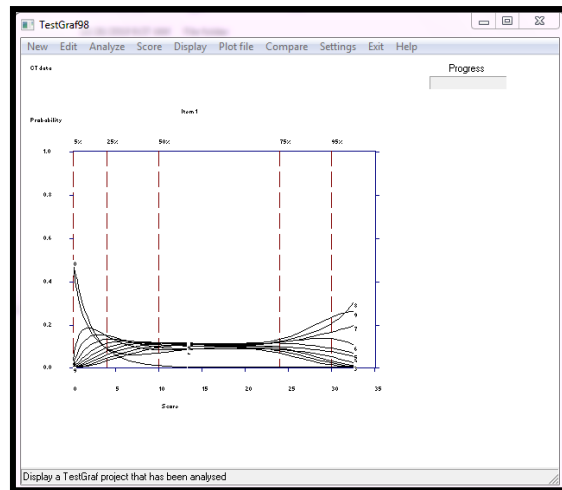 TestGraf98
New Edit Analyze Score Display Plot file Compare Settings Exit Help
CT data
Progress
Item 1
Probability
5% 25% 50% 75% 95%
1.0
0.8
0.6
0.4
0.2
0.0
0 5 10 15 20 25 30 35
Score
Display a TestGraf project that has been analysed